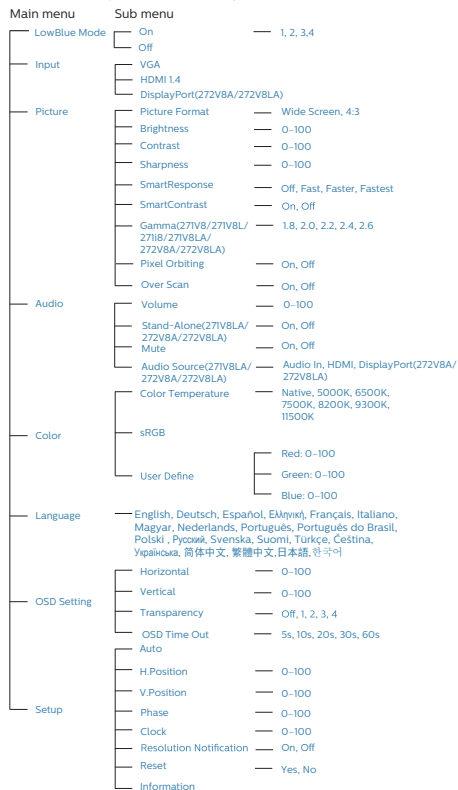 Main menu Sub menu
LowBlue Mode On 1, 2, 3,4
Off
Input VGA
HDMI 1.4
DisplayPort(272V8A/272V8LA)
Picture Picture Format Wide Screen, 4:3
Brightness 0-100
Contrast 0-100
Sharpness 0-100
SmartResponse Off, Fast, Faster, Fastest
SmartContrast On, Off
Gamma(271V8/271V8L/ 1.8, 2.0, 2.2, 2.4, 2.6
271i8/271V8LA/
272V8A/272V8LA)
Pixel Orbiting On, Off
Over Scan On, Off
Audio Volume 0-100
Stand-Alone(271V8LA/ On, Off
272V8A/272V8LA)
Mute On, Off
Audio Source(271V8LA/ Audio In, HDMI, DisplayPort(272V8A/
272V8A/272V8LA) 272V8LA)
Color Temperature Native, 5000K, 6500K,
7500K, 8200K, 9300K,
11500K
Color sRGB
Red: 0-100
User Define Green: 0-100
Blue: 0-100
Language English, Deutsch, Español, Ελληνική, Français, Italiano,
Magyar, Nederlands, Português, Português do Brasil,
Polski , Русский, Svenska, Suomi, Türkçe, Čeština,
Українська, 简体中文, 繁體中文,日本語,한국어
Horizontal 0-100
OSD Setting Vertical 0-100
Transparency Off, 1, 2, 3, 4
OSD Time Out 5s, 10s, 20s, 30s, 60s
Auto
H.Position 0-100
V.Position 0-100
Setup Phase 0-100
Clock 0-100
Resolution Notification On, Off
Reset Yes, No
Information